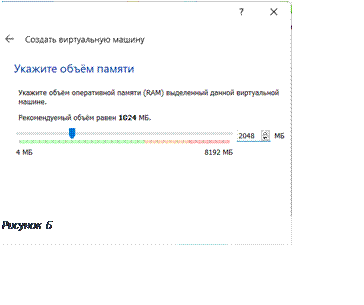 ?
Создать виртуальную машину
Укажите объём памяти
Укажите объём оперативной памяти (RAM) выделенный данной виртуальной
машине.
Рекомендуемый объём равен 1024 МБ.
2048 МБ
4 МБ 8192 МБ
Рисунок Б